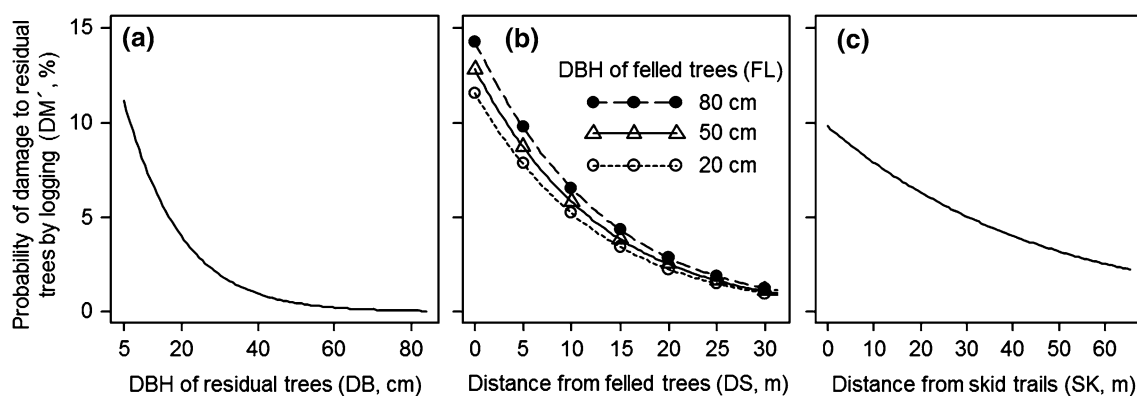 Probability of damage to residual
trees by logging (DM´, %)
15
10
5
0
(a)
5 20 40 60 80
DBH of residual trees (DB, cm)
(b)
DBH of felled trees (FL)
80 cm
50 cm
20 cm
0 5 10 15 20 25 30
Distance from felled trees (DS, m)
(c)
0 10 20 30 40 50 60
Distance from skid trails (SK, m)